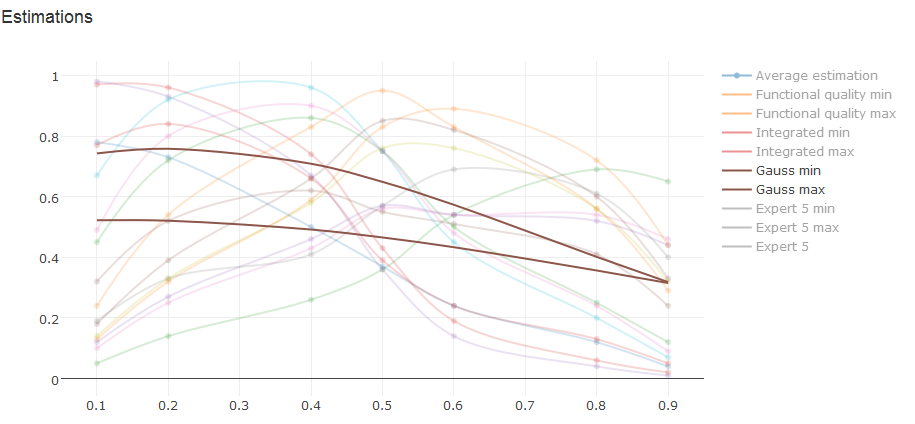 Estimations
1
0.8
0.6
0.4
0.2
0
0.1 0.2 0.3 0.4 0.5 0.6 0.7 0.8 0.9
Average estimation
Functional quality min
Functional quality max
Integrated min
Integrated max
Gauss min
Gauss max
Expert 5 min
Expert 5 max
Expert 5